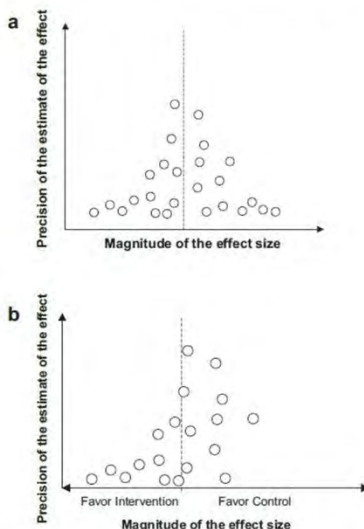 a
Precision of the estimate of the effect
Magnitude of the effect size
b
Precision of the estimate of the effect
Favor Intervention
Favor Control
Magnitude of the effect size